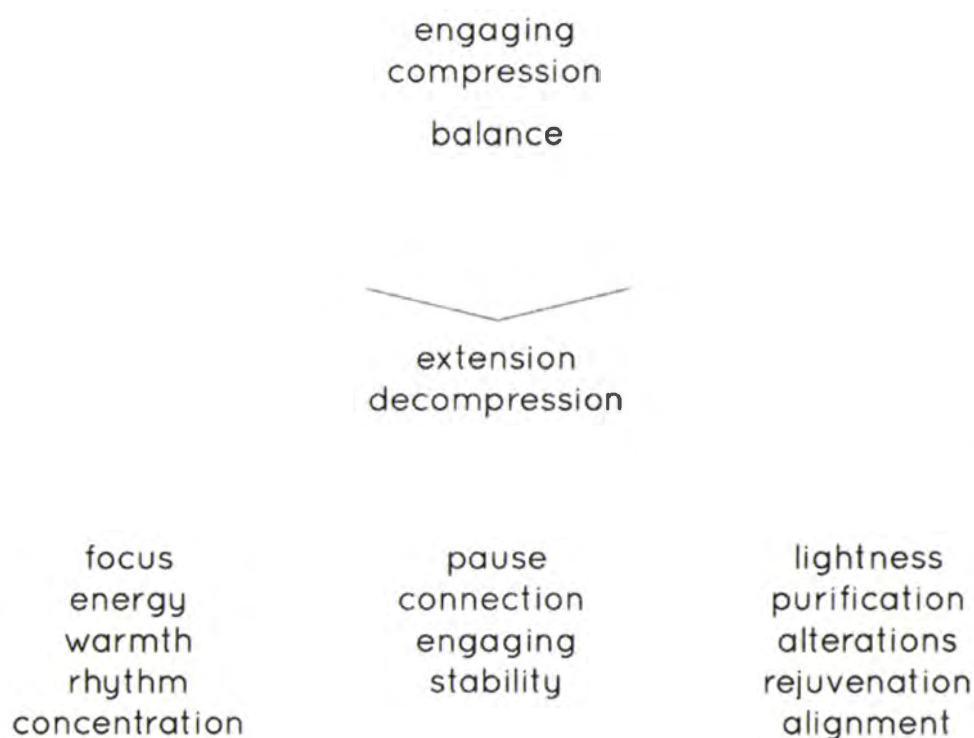 engaging
compression
balance
extension
decompression
focus
energy
warmth
rhythm
concentration
pause
connection
engaging
stability
lightness
purification
alterations
rejuvenation
alignment